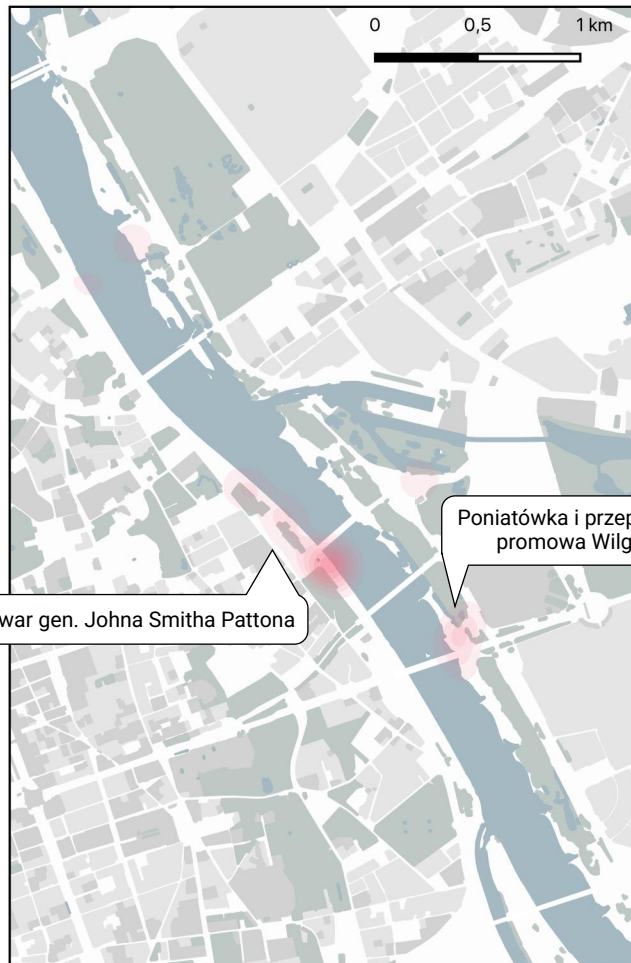 0 0,5 1 km
Poniatówka i przep
promowa Wilg
war gen. Johna Smitha Pattona